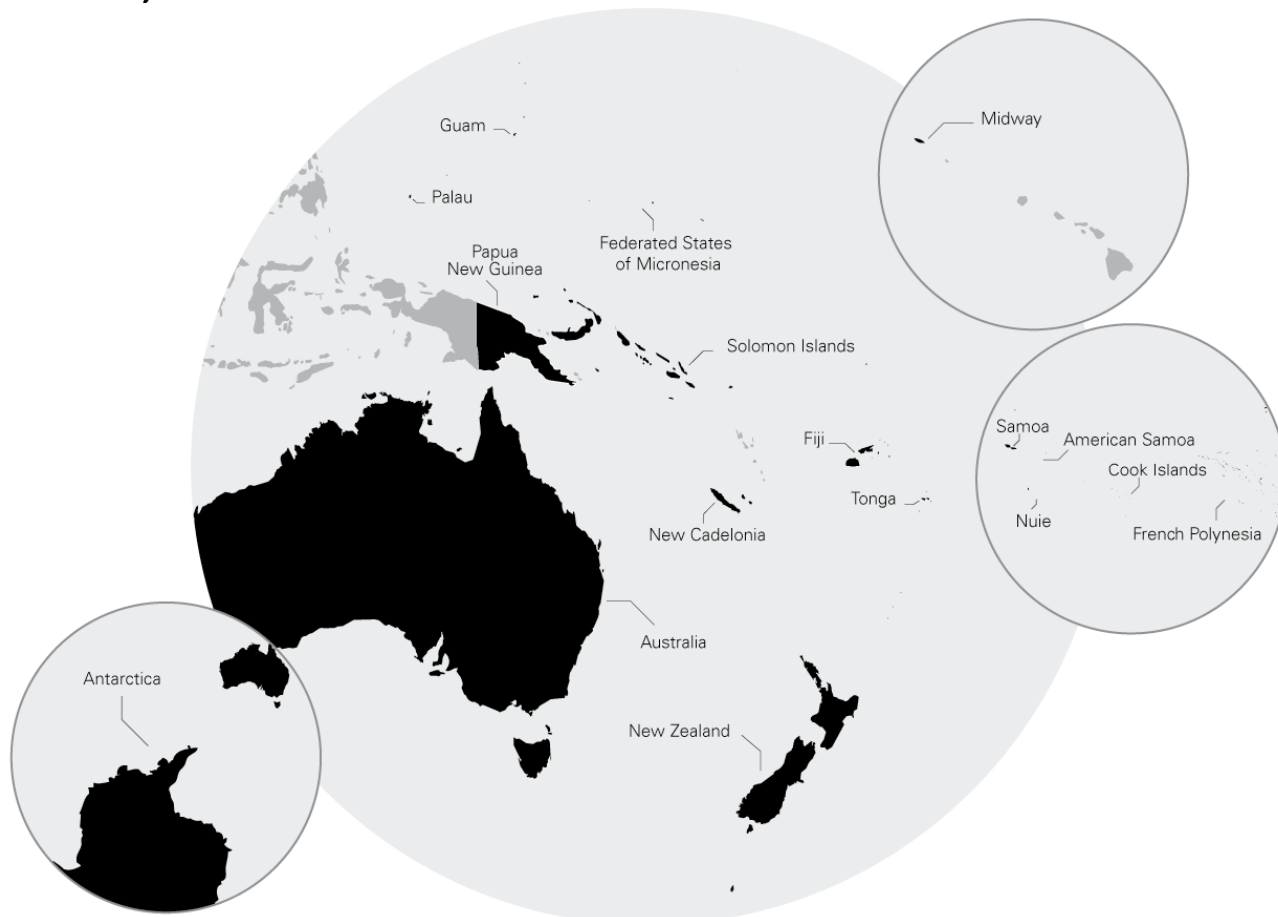 Guam
Midway
Palau
Federated States
of Micronesia
Papua
New Guinea
Solomon Islands
Samoa
American Samoa
Fiji
Cook Islands
Tonga
Nuie
New Cadelonia
French Polynesia
Australia
Antarctica
New Zealand